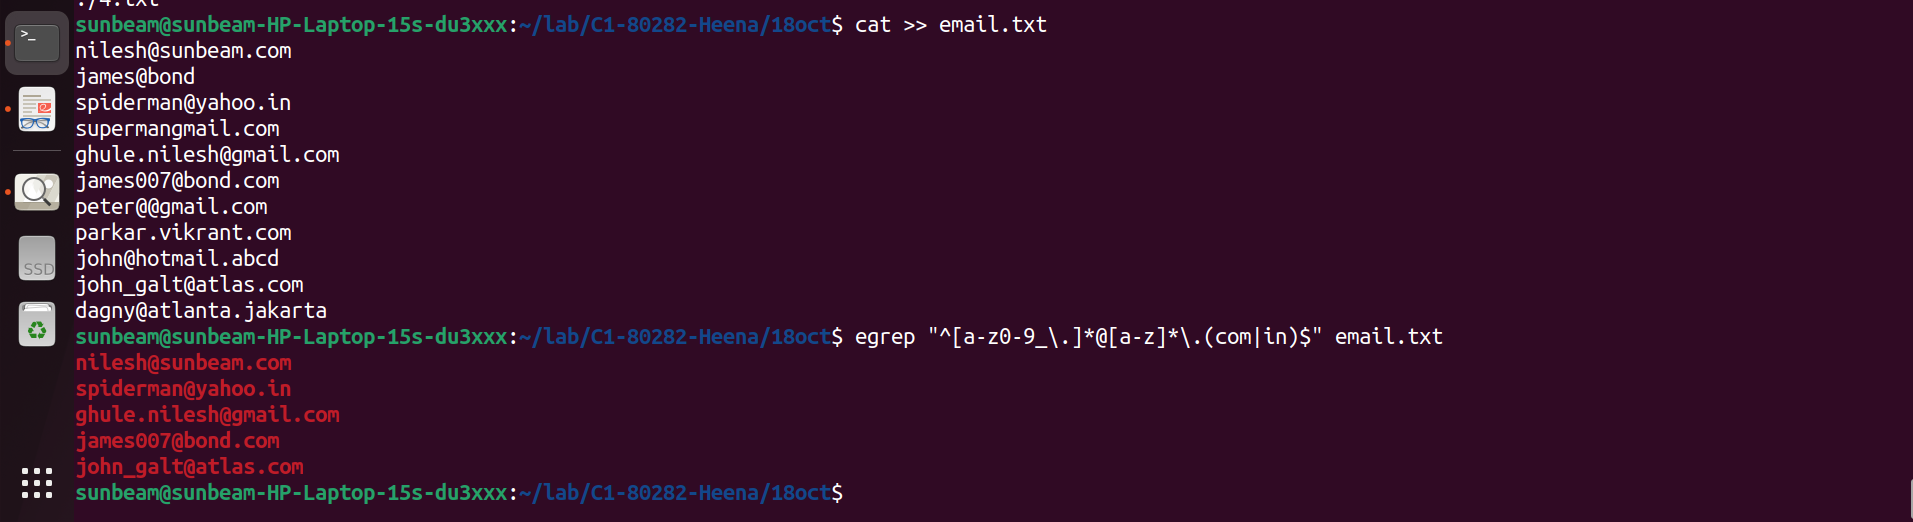 ./4.txt
sunbeam@sunbeam-HP-Laptop-15s-du3xxx:~/lab/C1-80282-Heena/18oct$ cat >> email.txt
nilesh@sunbeam.com
james@bond
spiderman@yahoo.in
supermangmail.com
ghule.nilesh@gmail.com
james007@bond.com
peter@@gmail.com
parkar.vikrant.com
john@hotmail.abcd
john_galt@atlas.com
dagny@atlanta.jakarta
sunbeam@sunbeam-HP-Laptop-15s-du3xxx:~/lab/C1-80282-Heena/18oct$ egrep "^[a-z0-9_\.]*@[a-z]*\.(com|in)$" email.txt
nilesh@sunbeam.com
spiderman@yahoo.in
ghule.nilesh@gmail.com
james007@bond.com
john_galt@atlas.com
sunbeam@sunbeam-HP-Laptop-15s-du3xxx:~/lab/C1-80282-Heena/18oct$
>_
SSD